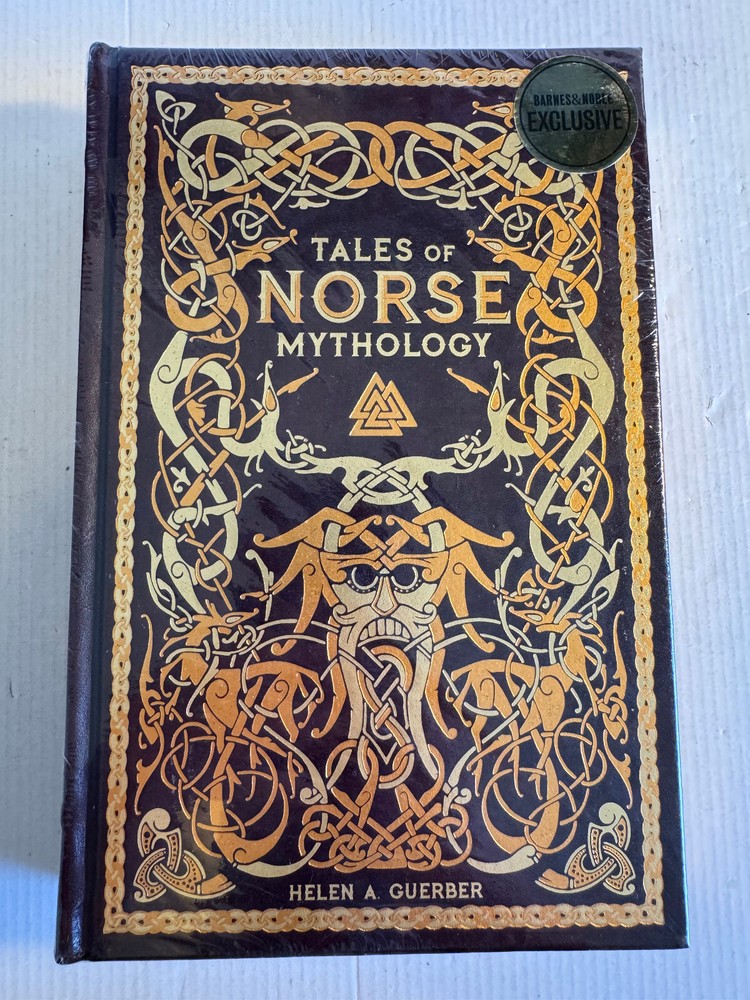 BARNES&NOBLE
EXCLUSIVE
TALES OF
NORSE
MYTHOLOGY
HELEN A. GUERBER